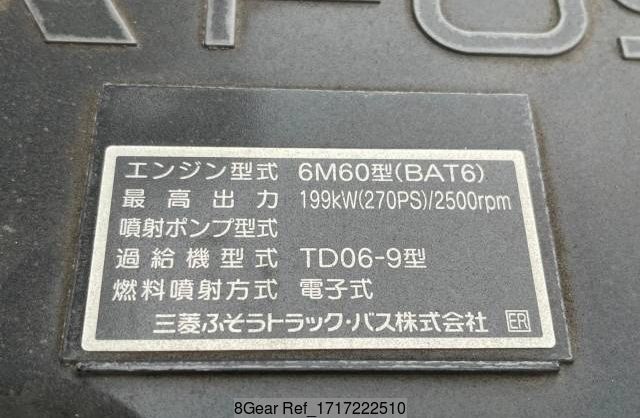 エンジン型式 6M60型(BAT6)
最高出力 199kW(270PS)/2500rpm
噴射ポンプ型式
過給機型式 TD06-9型
燃料噴射方式 電子式
三菱ふそうトラック・バス株式会社 ER
8Gear Ref_1717222510